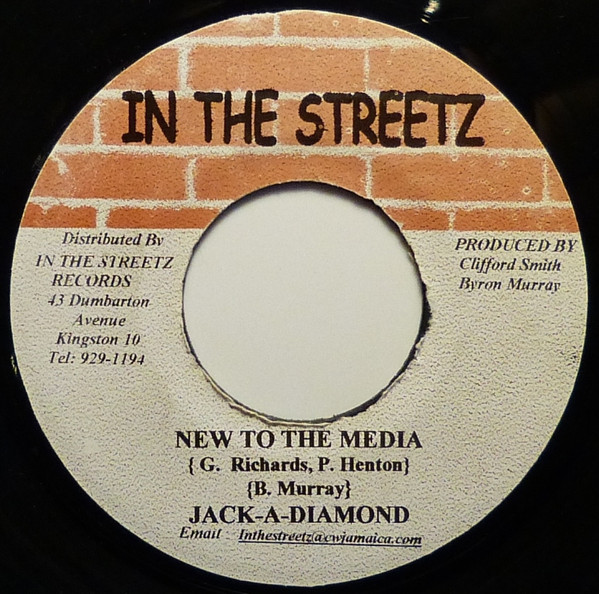 IN THE STREETZ
Distributed By
IN THE STREETZ
RECORDS
43 Dumbarton
Avenue
Kingston 10
Tel: 929-1194
PRODUCED BY
Clifford Smith
Byron Murray
NEW TO THE MEDIA
{ G. Richards, P. Henton}
{B. Murray}
JACK-A-DIAMOND
Email Inthestreetz@cwjamaica.com